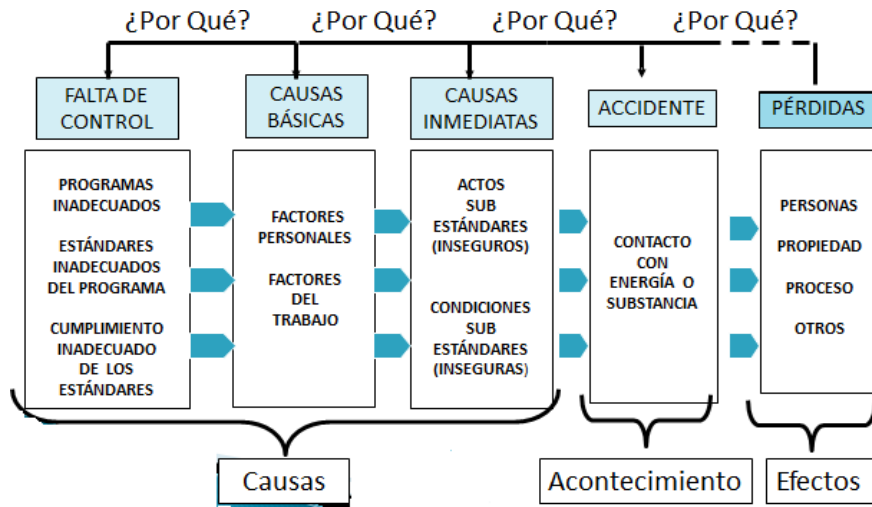 ¿Por Qué? ¿Por Qué? ¿Por Qué? ¿Por Qué?
FALTA DE
CONTROL
CAUSAS
BÁSICAS
CAUSAS
INMEDIATAS
ACCIDENTE
PÉRDIDAS
PROGRAMAS
INADECUADOS
ESTÁNDARES
INADECUADOS
DEL PROGRAMA
CUMPLIMIENTO
INADECUADO
DE LOS
ESTÁNDARES
FACTORES
PERSONALES
FACTORES
DEL
TRABAJO
ACTOS
SUB
ESTÁNDARES
(INSEGUROS)
CONDICIONES
SUB
ESTÁNDARES
(INSEGURAS)
CONTACTO
CON
ENERGÍA O
SUBSTANCIA
PERSONAS
PROPIEDAD
PROCESO
OTROS
Causas
Acontecimiento
Efectos